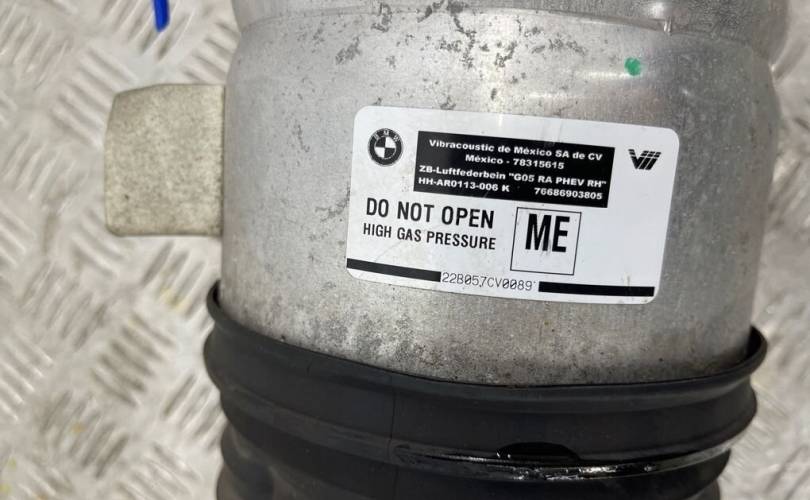 BMW
Vibracoustic de México SA de CV
México - 78315615
ZB-Luftfederbein "G05 RA PHEV RH"
HH-AR0113-006 K 76686903805
DO NOT OPEN
HIGH GAS PRESSURE
ME
22B057CV0089